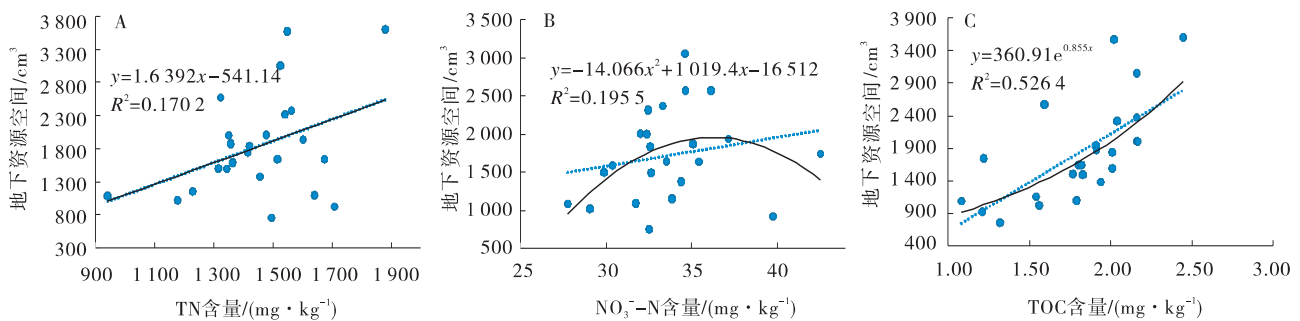 A
地下资源空间/cm³
3 800
3 300
2 800
2 300
1 800
1 300
800
300
y=1.6 392x−541.14
R²=0.170 2
900 1 100 1 300 1 500 1 700 1 900
TN含量/(mg·kg⁻¹)
B
地下资源空间/cm³
3 500
3 000
2 500
2 000
1 500
1 000
500
y=−14.066x²+1 019.4x−16 512
R²=0.195 5
25 30 35 40
NO₃⁻−N含量/(mg·kg⁻¹)
C
地下资源空间/cm³
3 900
3 400
2 900
2 400
1 900
1 400
900
400
y=360.91e^0.855x
R²=0.526 4
1.00 1.50 2.00 2.50 3.00
TOC含量/(mg·kg⁻¹)